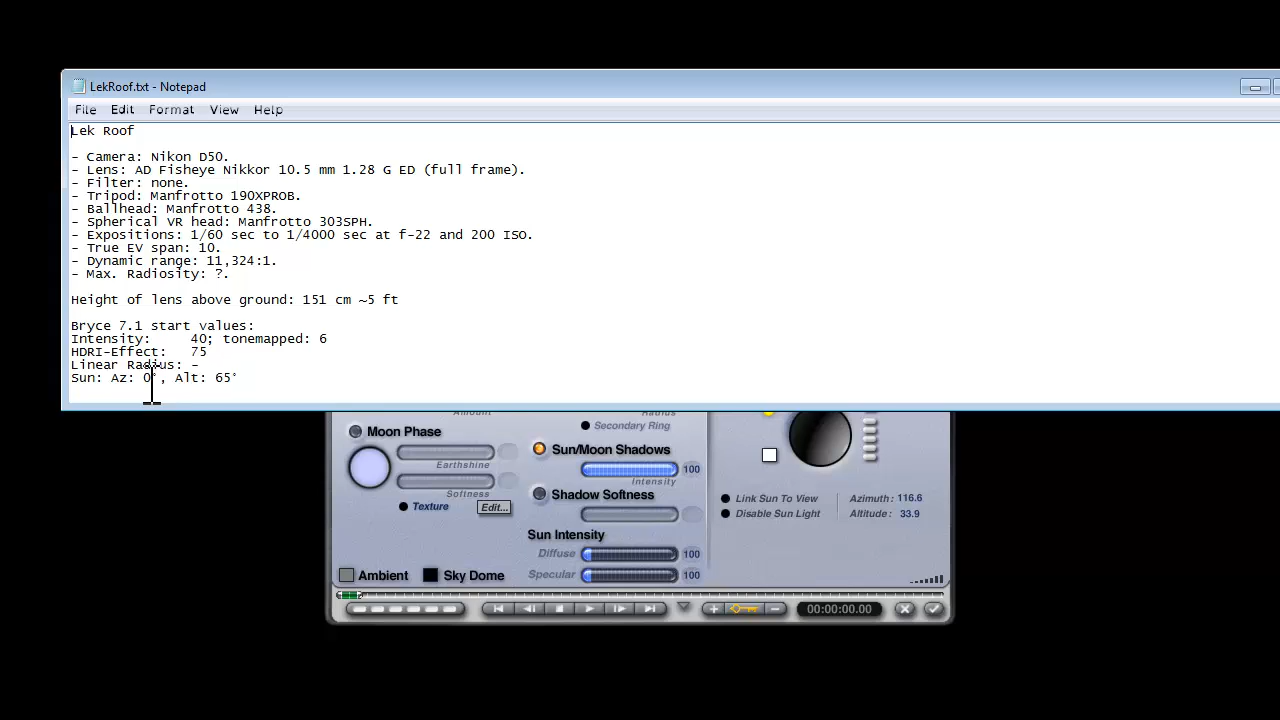 LekRoof.txt - Notepad
File Edit Format View Help
Lek Roof
- Camera: Nikon D50.
- Lens: AD Fisheye Nikkor 10.5 mm 1.28 G ED (full frame).
- Filter: none.
- Tripod: Manfrotto 190XPROB.
- Ballhead: Manfrotto 438.
- Spherical VR head: Manfrotto 303SPH.
- Expositions: 1/60 sec to 1/4000 sec at f-22 and 200 ISO.
- True EV span: 10.
- Dynamic range: 11,324:1.
- Max. Radiosity: ?.
Height of lens above ground: 151 cm ~5 ft
Bryce 7.1 start values:
Intensity: 40; tonemapped: 6
HDRI-Effect: 75
Linear Radius: -
Sun: Az: 0°, Alt: 65°
Amount
Radius
Secondary Ring
Moon Phase
Earthshine
Softness
Texture Edit...
Sun/Moon Shadows
100
Intensity
Shadow Softness
Sun Intensity
Diffuse 100
Specular 100
Ambient Sky Dome
Link Sun To View
Disable Sun Light
Azimuth: 116.6
Altitude: 33.9
00:00:00.00